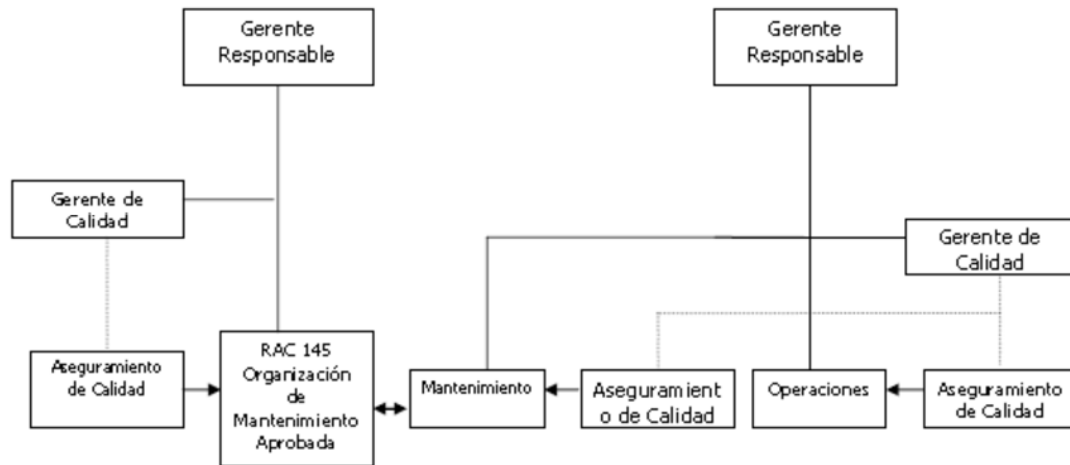 Gerente
Responsable
Gerente
Responsable
Gerente de
Calidad
Gerente de
Calidad
Aseguramiento
de Calidad
RAC 145
Organización
de
Mantenimiento
Aprobada
Mantenimiento
Aseguramient
o de Calidad
Operaciones
Aseguramiento
de Calidad